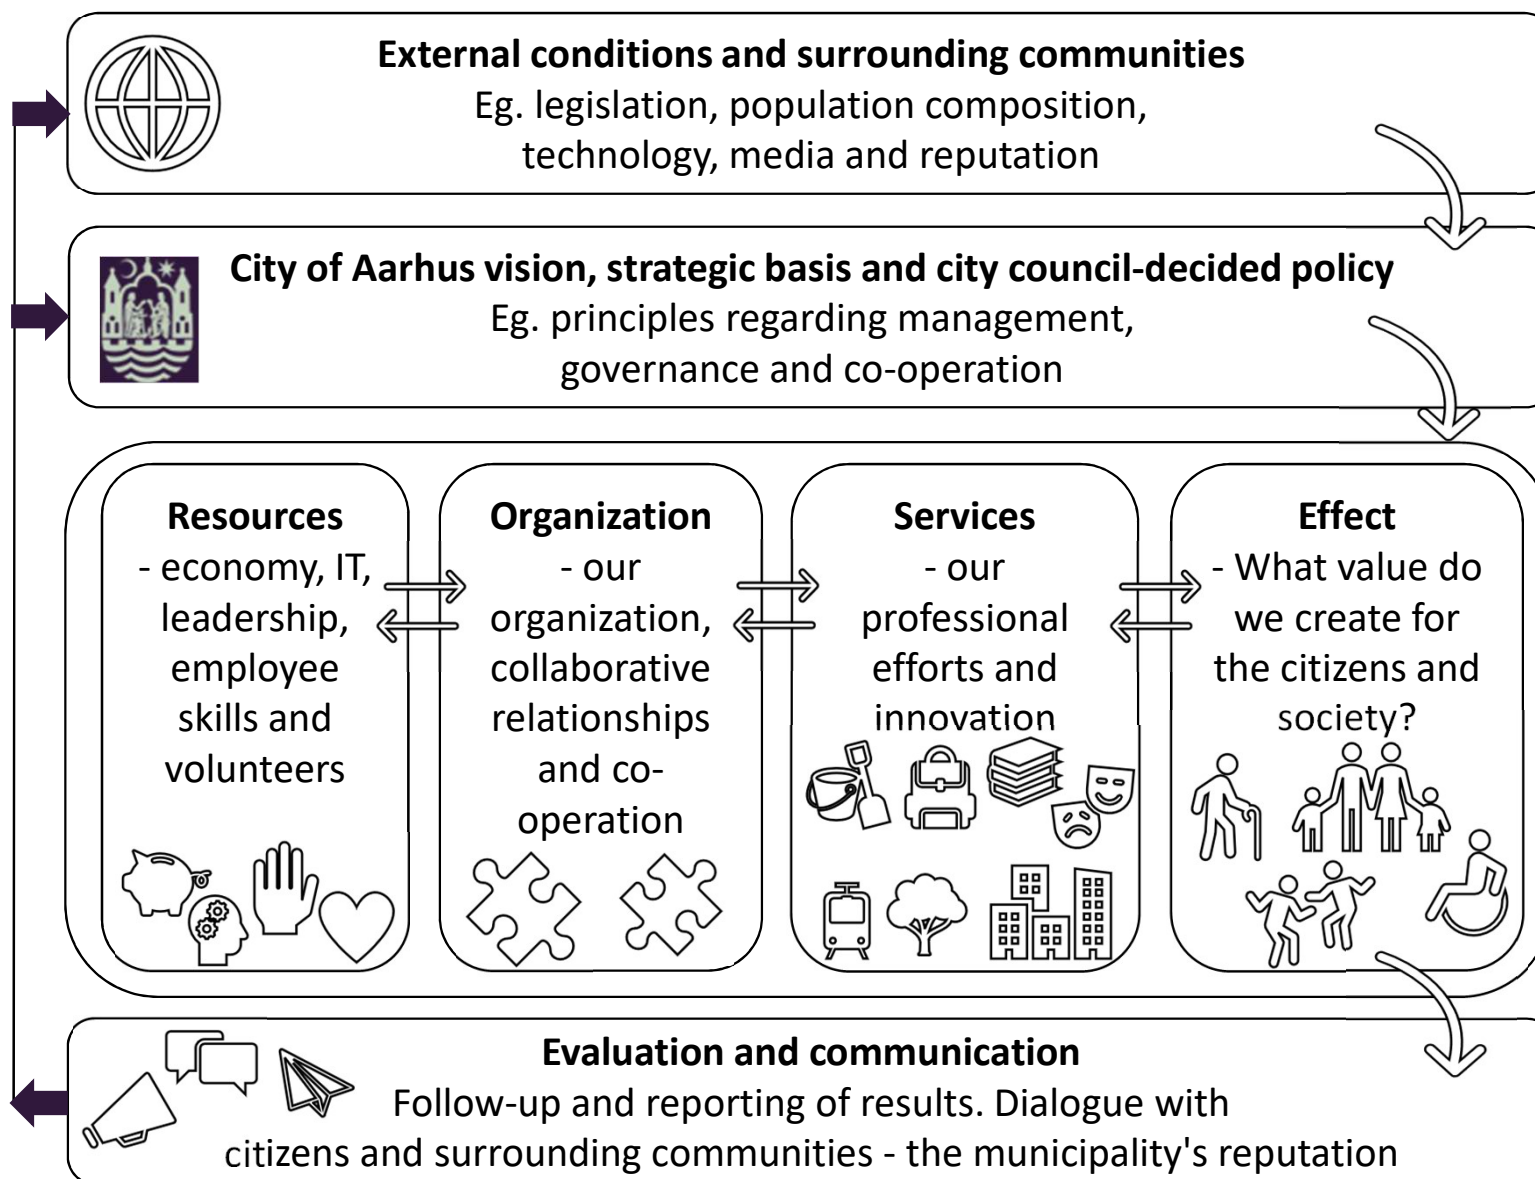 External conditions and surrounding communities
Eg. legislation, population composition,
technology, media and reputation
City of Aarhus vision, strategic basis and city council-decided policy
Eg. principles regarding management,
governance and co-operation
Resources
- economy, IT,
leadership,
employee
skills and
volunteers
Organization
- our
organization,
collaborative
relationships
and co-
operation
Services
- our
professional
efforts and
innovation
Effect
- What value do
we create for
the citizens and
society?
Evaluation and communication
Follow-up and reporting of results. Dialogue with
citizens and surrounding communities - the municipality's reputation